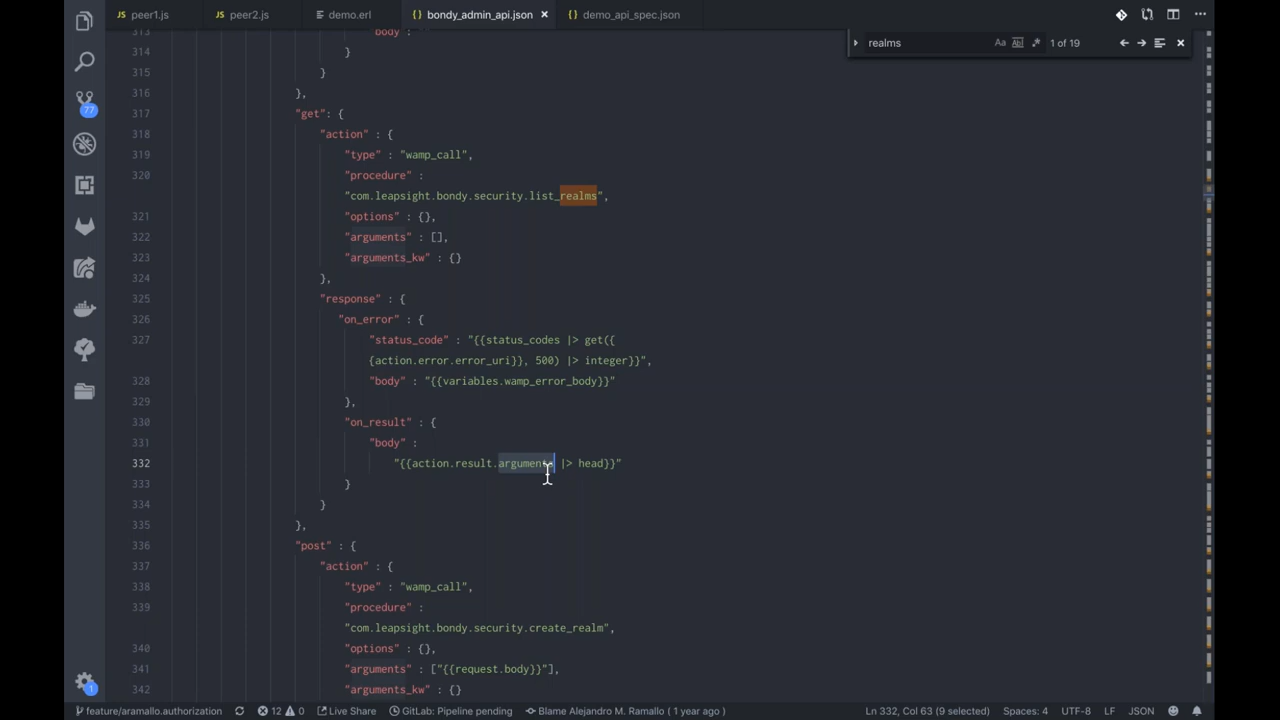 peer1.js
peer2.js
demo.erl
bondy_admin_api.json
demo_api_spec.json
realms
Aa
Abl
1 of 19
77
313 body" :
314 }
315 }
316 },
317 "get": {
318 "action" : {
319 "type" : "wamp_call",
320 "procedure" :
"com.leapsight.bondy.security.list_realms",
321 "options" : {},
322 "arguments" : [],
323 "arguments_kw" : {}
324 },
325 "response" : {
326 "on_error" : {
327 "status_code" : "{{status_codes |> get({
{action.error.error_uri}}, 500) |> integer}}",
328 "body" : "{{variables.wamp_error_body}}"
329 },
330 "on_result" : {
331 "body" :
332 "{{action.result.arguments |> head}}"
333 }
334 }
335 },
336 "post" : {
337 "action" : {
338 "type" : "wamp_call",
339 "procedure" :
"com.leapsight.bondy.security.create_realm",
340 "options" : {},
341 "arguments" : ["{{request.body}}"],
342 "arguments_kw" : {}
1
feature/aramallo.authorization
12
0
Live Share
GitLab: Pipeline pending
Blame Alejandro M. Ramallo ( 1 year ago )
Ln 332, Col 63 (9 selected)
Spaces: 4
UTF-8
LF
JSON